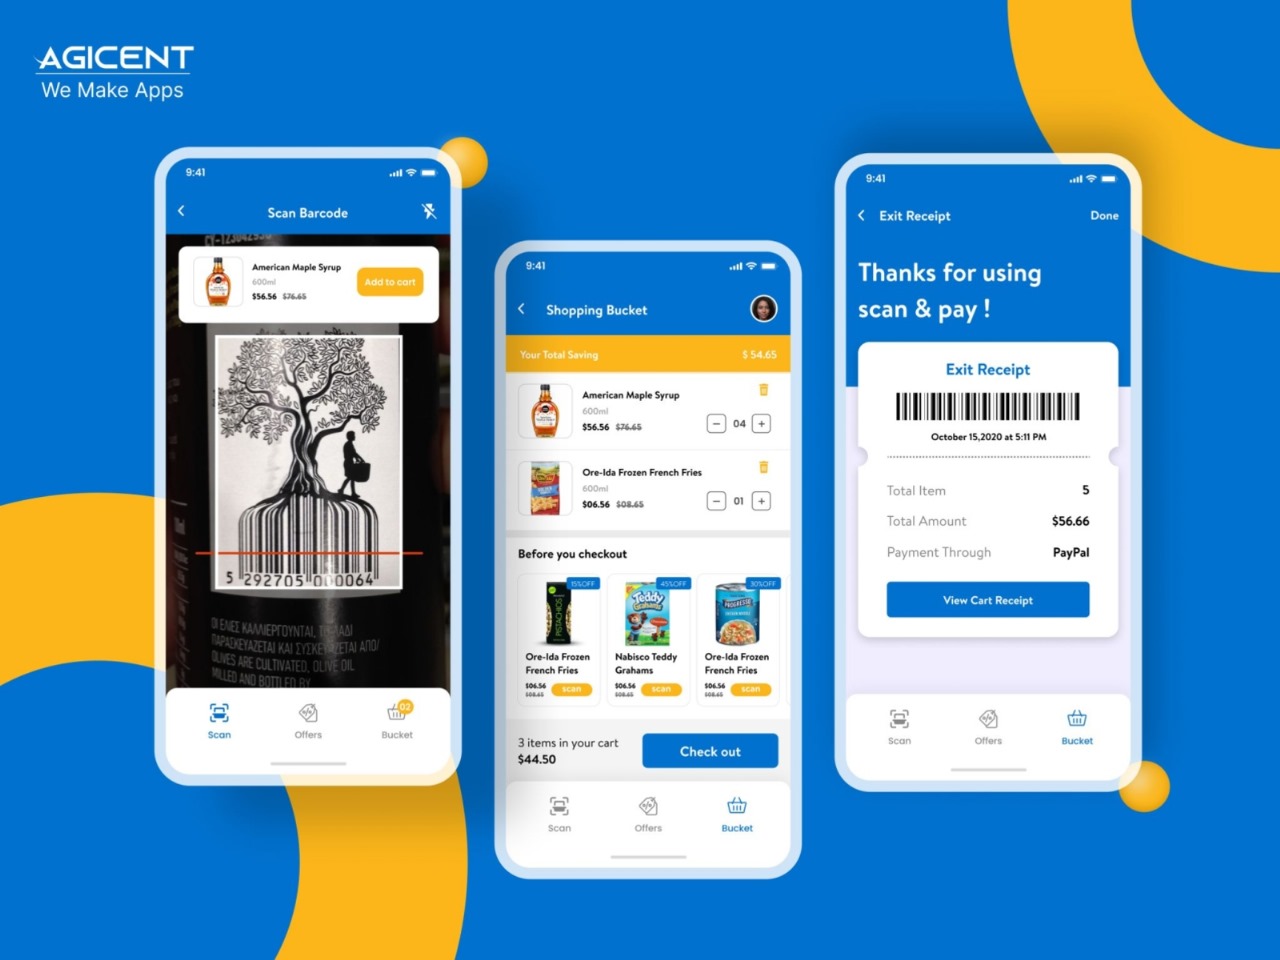 AGICENT
We Make Apps
9:41
Scan Barcode
American Maple Syrup
600ml
$56.56 $76.65
Add to cart
5 292705 000064
ΟΙ ΕΛΙΕΣ ΚΑΛΛΙΕΡΓΟΥΝΤΑΙ,
ΠΑΡΑΣΚΕΥΑΖΕΤΑΙ ΚΑΙ ΣΥΣΚΕΥΑΖΕΤΑΙ ΑΠΟ/
OLIVES ARE CULTIVATED, OLIVE OIL
MILLED AND BOTTLED BY
Scan
Offers
02
Bucket
9:41
Shopping Bucket
Your Total Saving
$ 54.65
American Maple Syrup
600ml
$56.56 $76.65
04
Ore-Ida Frozen French Fries
600ml
$06.56 $08.65
01
Before you checkout
15%OFF
PISTACHIOS
Ore-Ida Frozen
French Fries
$06.56
$08.65
scan
45%OFF
Teddy
Grahams
Nabisco Teddy
Grahams
$06.56
$08.65
scan
30%OFF
PROGRESSO
Ore-Ida Frozen
French Fries
$06.56
$08.65
scan
3 items in your cart
$44.50
Check out
Scan
Offers
Bucket
9:41
Exit Receipt
Done
Thanks for using
scan & pay !
Exit Receipt
October 15,2020 at 5:11 PM
Total Item 5
Total Amount $56.66
Payment Through PayPal
View Cart Receipt
Scan
Offers
Bucket